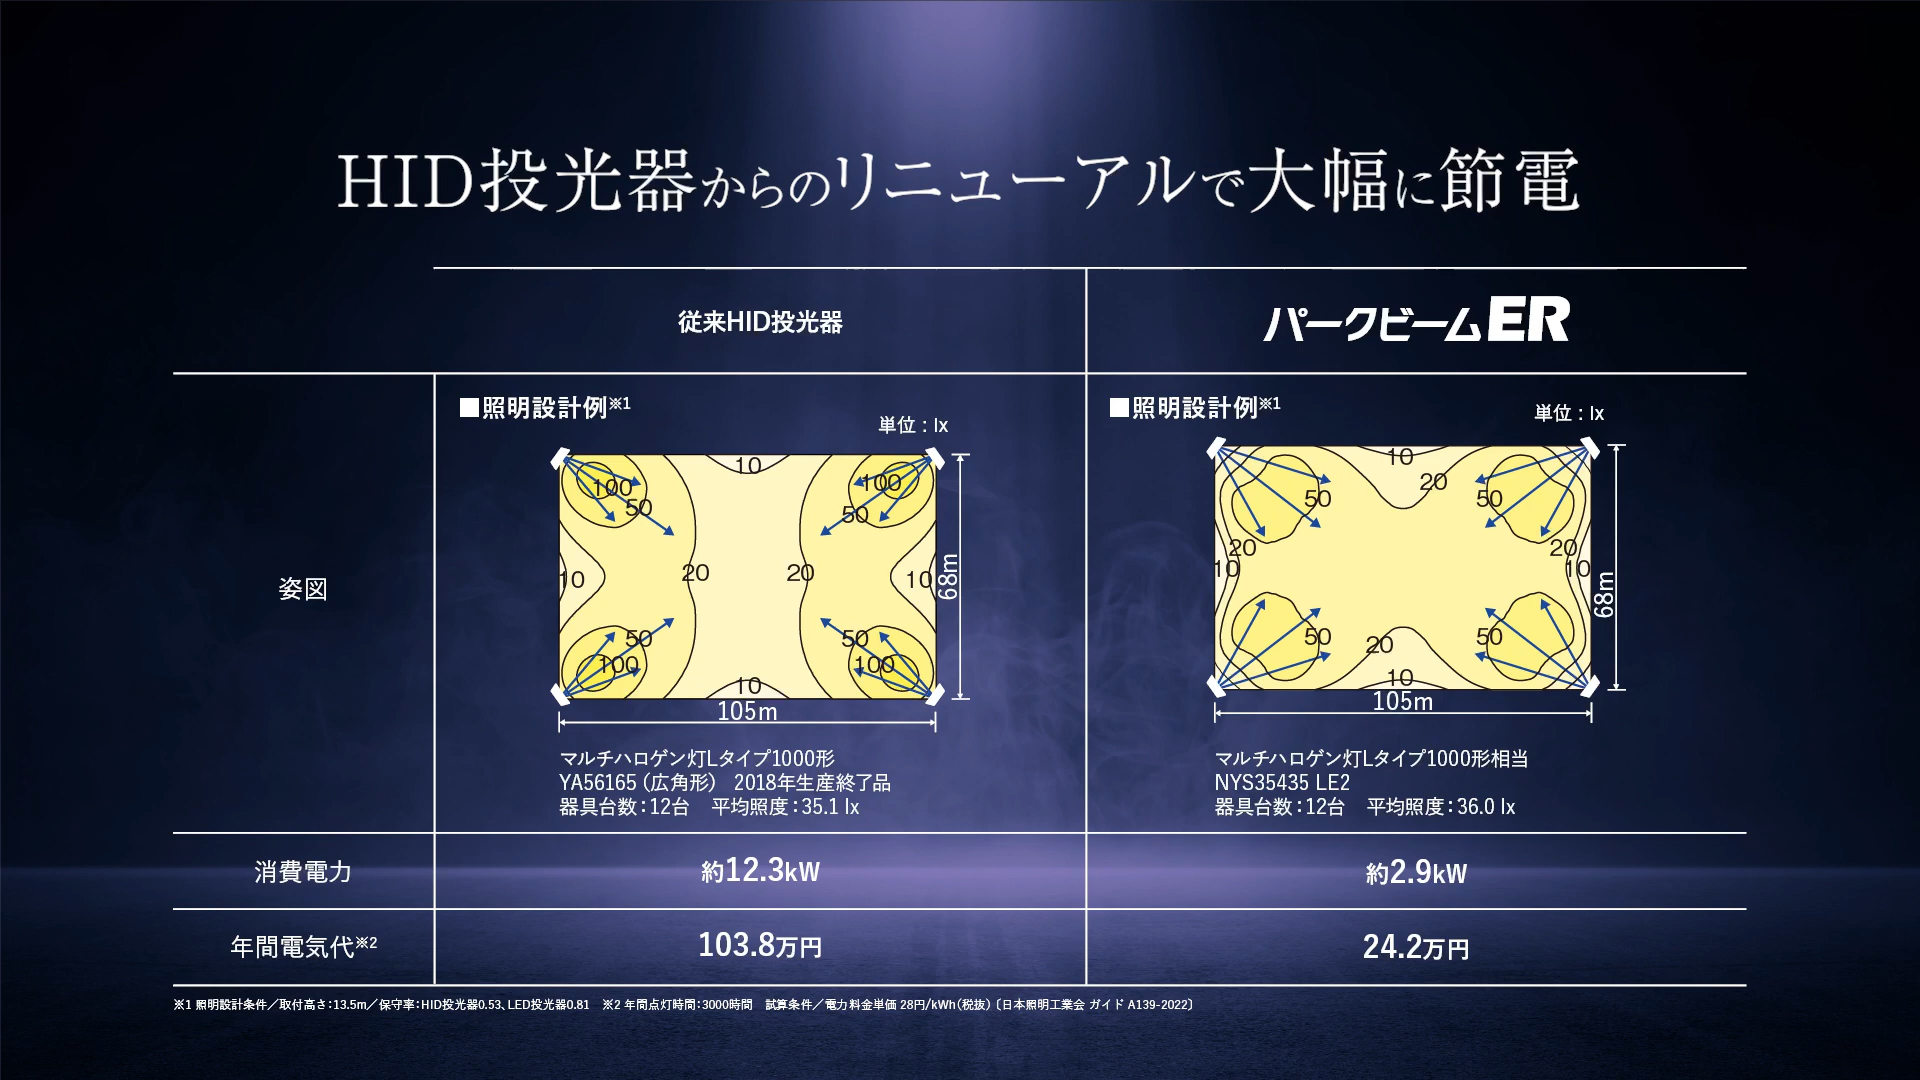 HID投光器からのリニューアルで大幅に節電
従来HID投光器
パークビームER
姿図
■照明設計例※1
単位：lx
10
100
100
50
50
10
20
20
10
50
50
100
100
10
68m
105m
マルチハロゲン灯Lタイプ1000形
YA56165（広角形） 2018年生産終了品
器具台数：12台　平均照度：35.1 lx
■照明設計例※1
単位：lx
10
20
50
50
20
20
10
10
50
20
50
10
68m
105m
マルチハロゲン灯Lタイプ1000形相当
NYS35435 LE2
器具台数：12台　平均照度：36.0 lx
消費電力
約12.3kW
約2.9kW
年間電気代※2
103.8万円
24.2万円
※1 照明設計条件／取付高さ：13.5m／保守率：HID投光器0.53、LED投光器0.81　※2 年間点灯時間：3000時間　試算条件／電力料金単価 28円/kWh（税抜）〔日本照明工業会 ガイド A139-2022〕